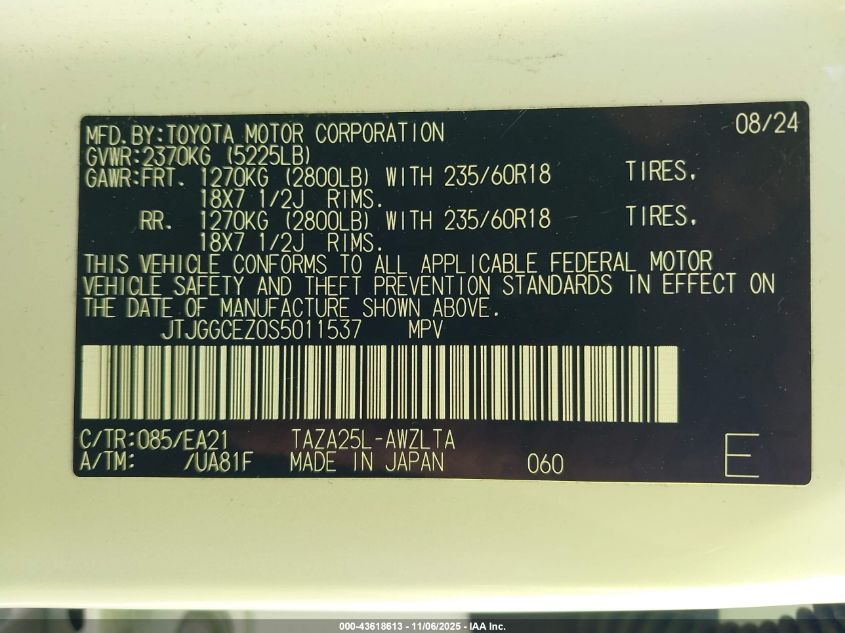 MFD.BY:TOYOTA MOTOR CORPORATION 08/24
GVWR:2370KG (5225LB)
GAWR:FRT. 1270KG (2800LB) WITH 235/60R18 TIRES,
18X7 1/2J RIMS.
RR. 1270KG (2800LB) WITH 235/60R18 TIRES,
18X7 1/2J RIMS.
THIS VEHICLE CONFORMS TO ALL APPLICABLE FEDERAL MOTOR
VEHICLE SAFETY AND THEFT PREVENTION STANDARDS IN EFFECT ON
THE DATE OF MANUFACTURE SHOWN ABOVE.
JTJGGCEZ0S5011537 MPV
C/TR:085/EA21 TAZA25L-AWZLTA
A/TM: /UA81F MADE IN JAPAN 060 E
000-43618613 - 11/06/2025 - IAA Inc.